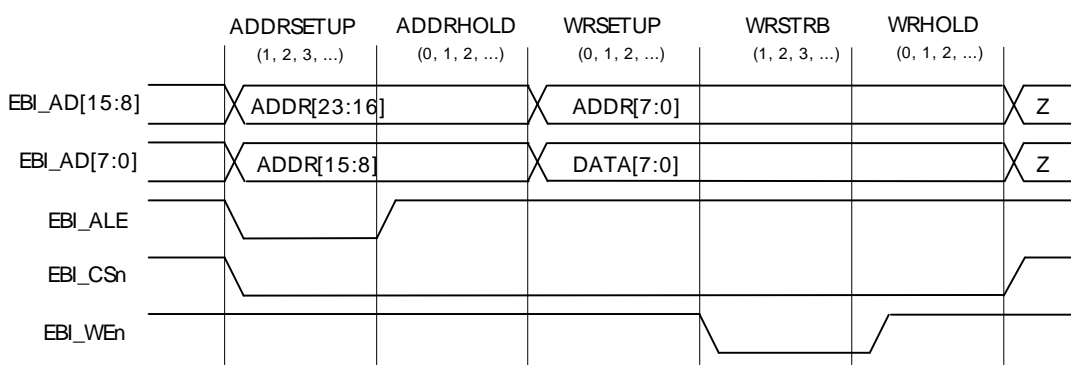 ADDRSETUP ADDRHOLD WRSETUP WRSTRB WRHOLD
(1, 2, 3, ...) (0, 1, 2, ...) (0, 1, 2, ...) (1, 2, 3, ...) (0, 1, 2, ...)
EBI_AD[15:8] ADDR[23:16] ADDR[7:0] Z
EBI_AD[7:0] ADDR[15:8] DATA[7:0] Z
EBI_ALE
EBI_CSn
EBI_WEn